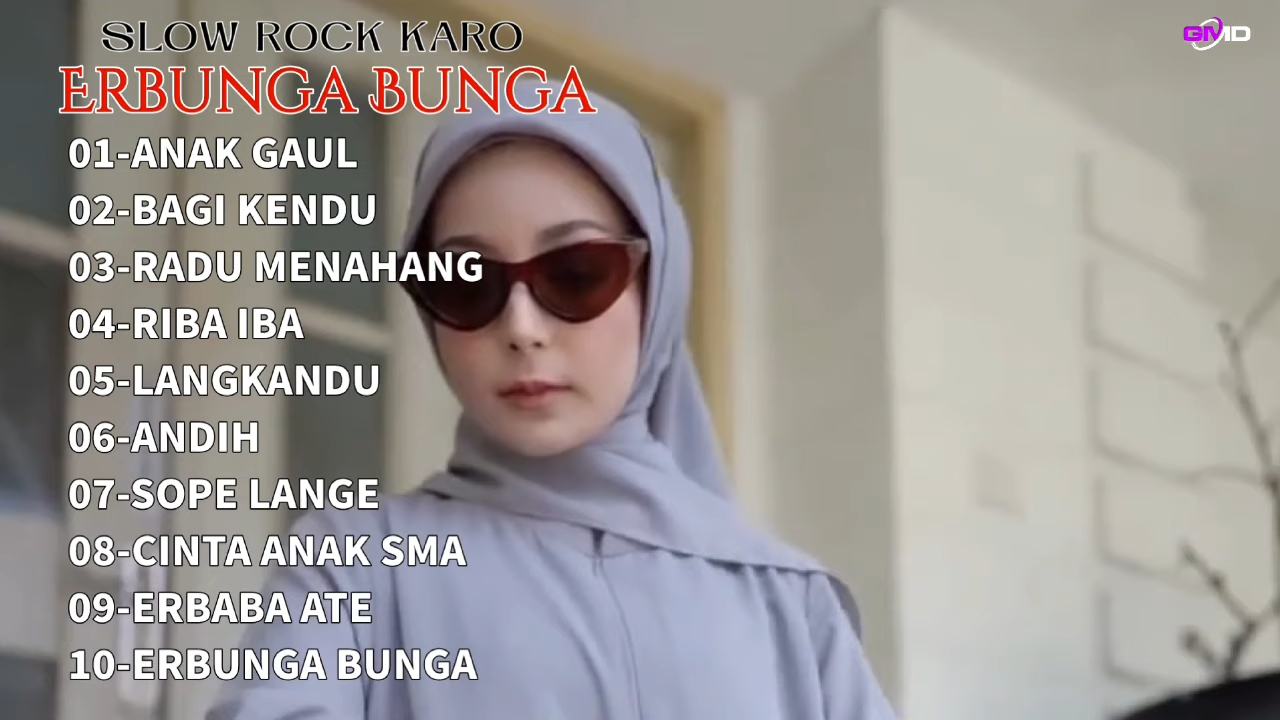 SLOW ROCK KARO
GMD
ERBUNGA BUNGA
01-ANAK GAUL
02-BAGI KENDU
03-RADU MENAHANG
04-RIBA IBA
05-LANGKANDU
06-ANDIH
07-SOPE LANGE
08-CINTA ANAK SMA
09-ERBABA ATE
10-ERBUNGA BUNGA